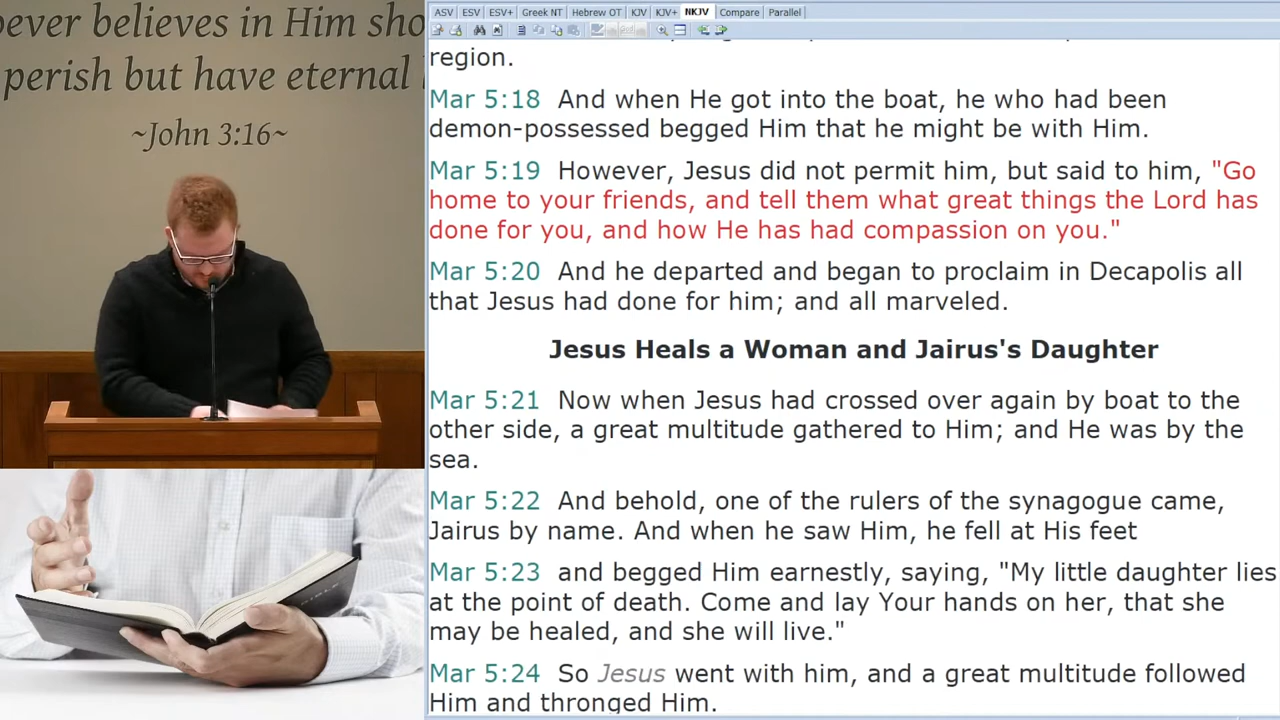 oever believes in Him sho
perish but have eternal
~John 3:16~
ASV ESV ESV+ Greek NT Hebrew OT KJV KJV+ NKJV Compare Parallel
region.
Mar 5:18 And when He got into the boat, he who had been
demon-possessed begged Him that he might be with Him.
Mar 5:19 However, Jesus did not permit him, but said to him, "Go
home to your friends, and tell them what great things the Lord has
done for you, and how He has had compassion on you."
Mar 5:20 And he departed and began to proclaim in Decapolis all
that Jesus had done for him; and all marveled.
Jesus Heals a Woman and Jairus's Daughter
Mar 5:21 Now when Jesus had crossed over again by boat to the
other side, a great multitude gathered to Him; and He was by the
sea.
Mar 5:22 And behold, one of the rulers of the synagogue came,
Jairus by name. And when he saw Him, he fell at His feet
Mar 5:23 and begged Him earnestly, saying, "My little daughter lies
at the point of death. Come and lay Your hands on her, that she
may be healed, and she will live."
Mar 5:24 So Jesus went with him, and a great multitude followed
Him and thronged Him.
BIBLE